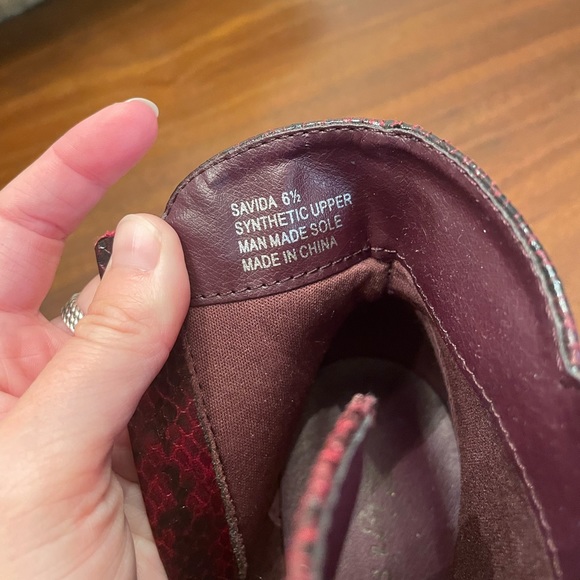 SAVIDA 6½
SYNTHETIC UPPER
MAN MADE SOLE
MADE IN CHINA